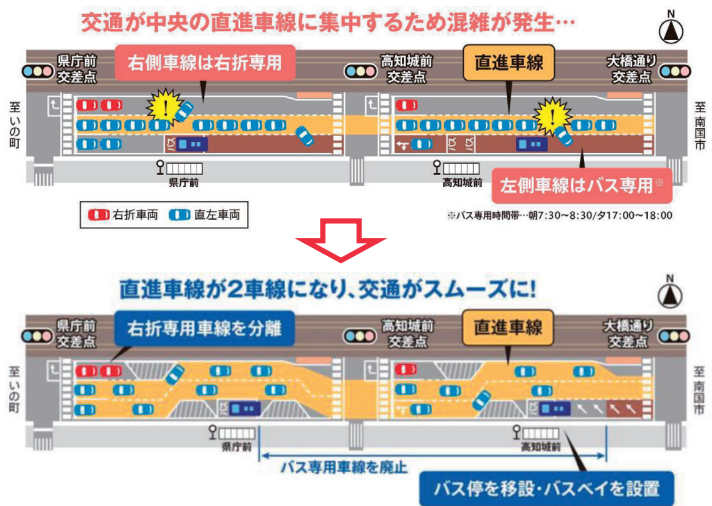 交通が中央の直進車線に集中するため混雑が発生…
N
県庁前
交差点
右側車線は右折専用
高知城前
交差点
直進車線
大橋通り
交差点
至いの町
至南国市
県庁前
高知城前
左側車線はバス専用※
右折車両
直左車両
※バス専用時間帯…朝7:30~8:30/夕17:00~18:00
直進車線が2車線になり、交通がスムーズに!
N
県庁前
交差点
右折専用車線を分離
高知城前
交差点
直進車線
大橋通り
交差点
至いの町
至南国市
県庁前
高知城前
バス専用車線を廃止
バス停を移設・バスベイを設置